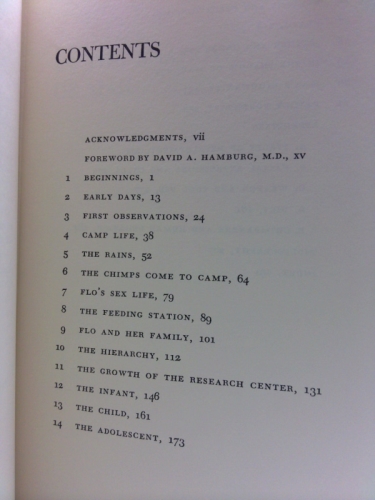 CONTENTS
ACKNOWLEDGMENTS, vii
FOREWORD BY DAVID A. HAMBURG, M.D., XV
1 BEGINNINGS, 1
2 EARLY DAYS, 13
3 FIRST OBSERVATIONS, 24
4 CAMP LIFE, 38
5 THE RAINS, 52
6 THE CHIMPS COME TO CAMP, 64
7 FLO'S SEX LIFE, 79
8 THE FEEDING STATION, 89
9 FLO AND HER FAMILY, 101
10 THE HIERARCHY, 112
11 THE GROWTH OF THE RESEARCH CENTER, 131
12 THE INFANT, 146
13 THE CHILD, 161
14 THE ADOLESCENT, 173